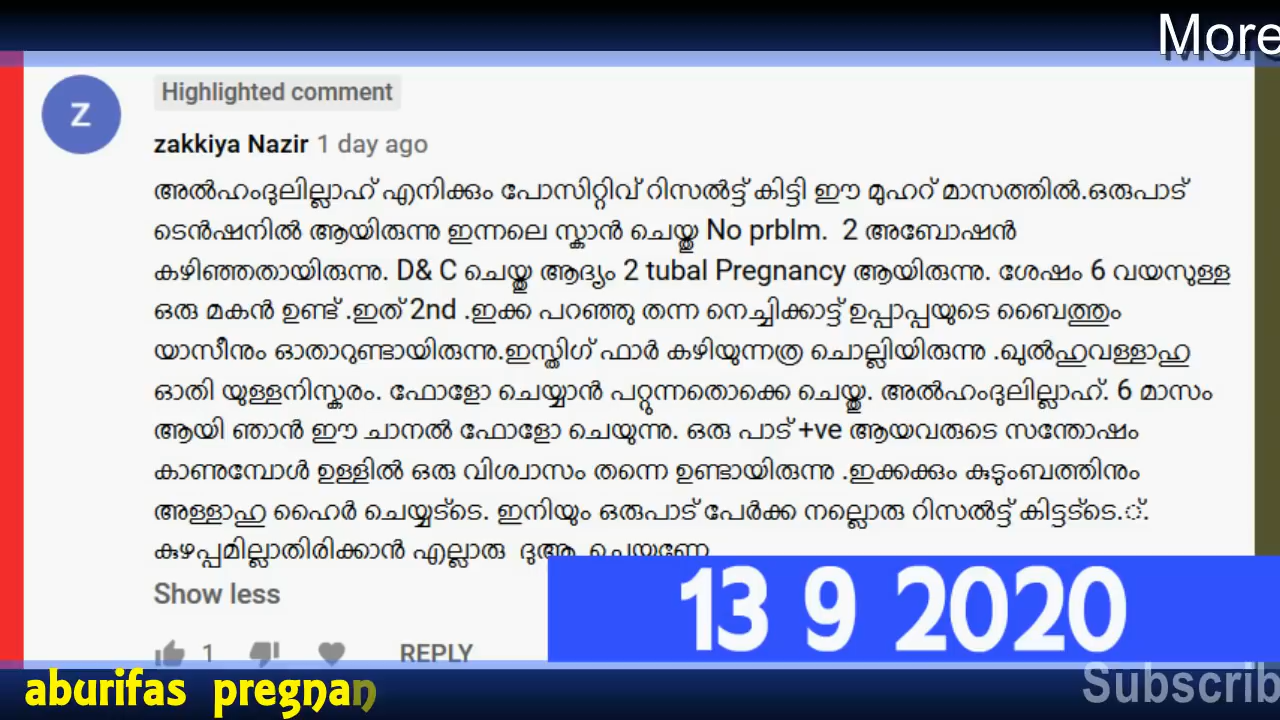 More
Highlighted comment
Z
zakkiya Nazir 1 day ago
അൽഹംദുലില്ലാഹ് എനിക്കും പോസിറ്റിവ് റിസൽട്ട് കിട്ടി ഈ മുഹറ് മാസത്തിൽ.ഒരുപാട്
ടെൻഷനിൽ ആയിരുന്നു ഇന്നലെ സ്കാൻ ചെയ്തു No prblm. 2 അബോഷൻ
കഴിഞ്ഞതായിരുന്നു. D& C ചെയ്തു ആദ്യം 2 tubal Pregnancy ആയിരുന്നു. ശേഷം 6 വയസുള്ള
ഒരു മകൻ ഉണ്ട് .ഇത് 2nd .ഇക്ക പറഞ്ഞു തന്ന നെച്ചിക്കാട്ട് ഉപ്പാപ്പയുടെ ബൈത്തും
യാസീനും ഓതാറുണ്ടായിരുന്നു.ഇസ്തിഗ് ഫാർ കഴിയുന്നത്ര ചൊല്ലിയിരുന്നു .ഖുൽഹുവള്ളാഹു
ഓതി യുള്ളനിസ്കരം. ഫോളോ ചെയ്യാൻ പറ്റുന്നതൊക്കെ ചെയ്തു. അൽഹംദുലില്ലാഹ്. 6 മാസം
ആയി ഞാൻ ഈ ചാനൽ ഫോളോ ചെയുന്നു. ഒരു പാട് +ve ആയവരുടെ സന്തോഷം
കാണുമ്പോൾ ഉള്ളിൽ ഒരു വിശ്വാസം തന്നെ ഉണ്ടായിരുന്നു .ഇക്കക്കും കുടുംബത്തിനും
അള്ളാഹു ഹൈർ ചെയ്യട്ടെ. ഇനിയും ഒരുപാട് പേർക്ക നല്ലൊരു റിസൽട്ട് കിട്ടട്ടെ.്.
കുഴപ്പമില്ലാതിരിക്കാൻ എല്ലാരു ദുആ ചെയണേ
Show less
1 REPLY
13 9 2020
aburifas pregnan
Subscrib